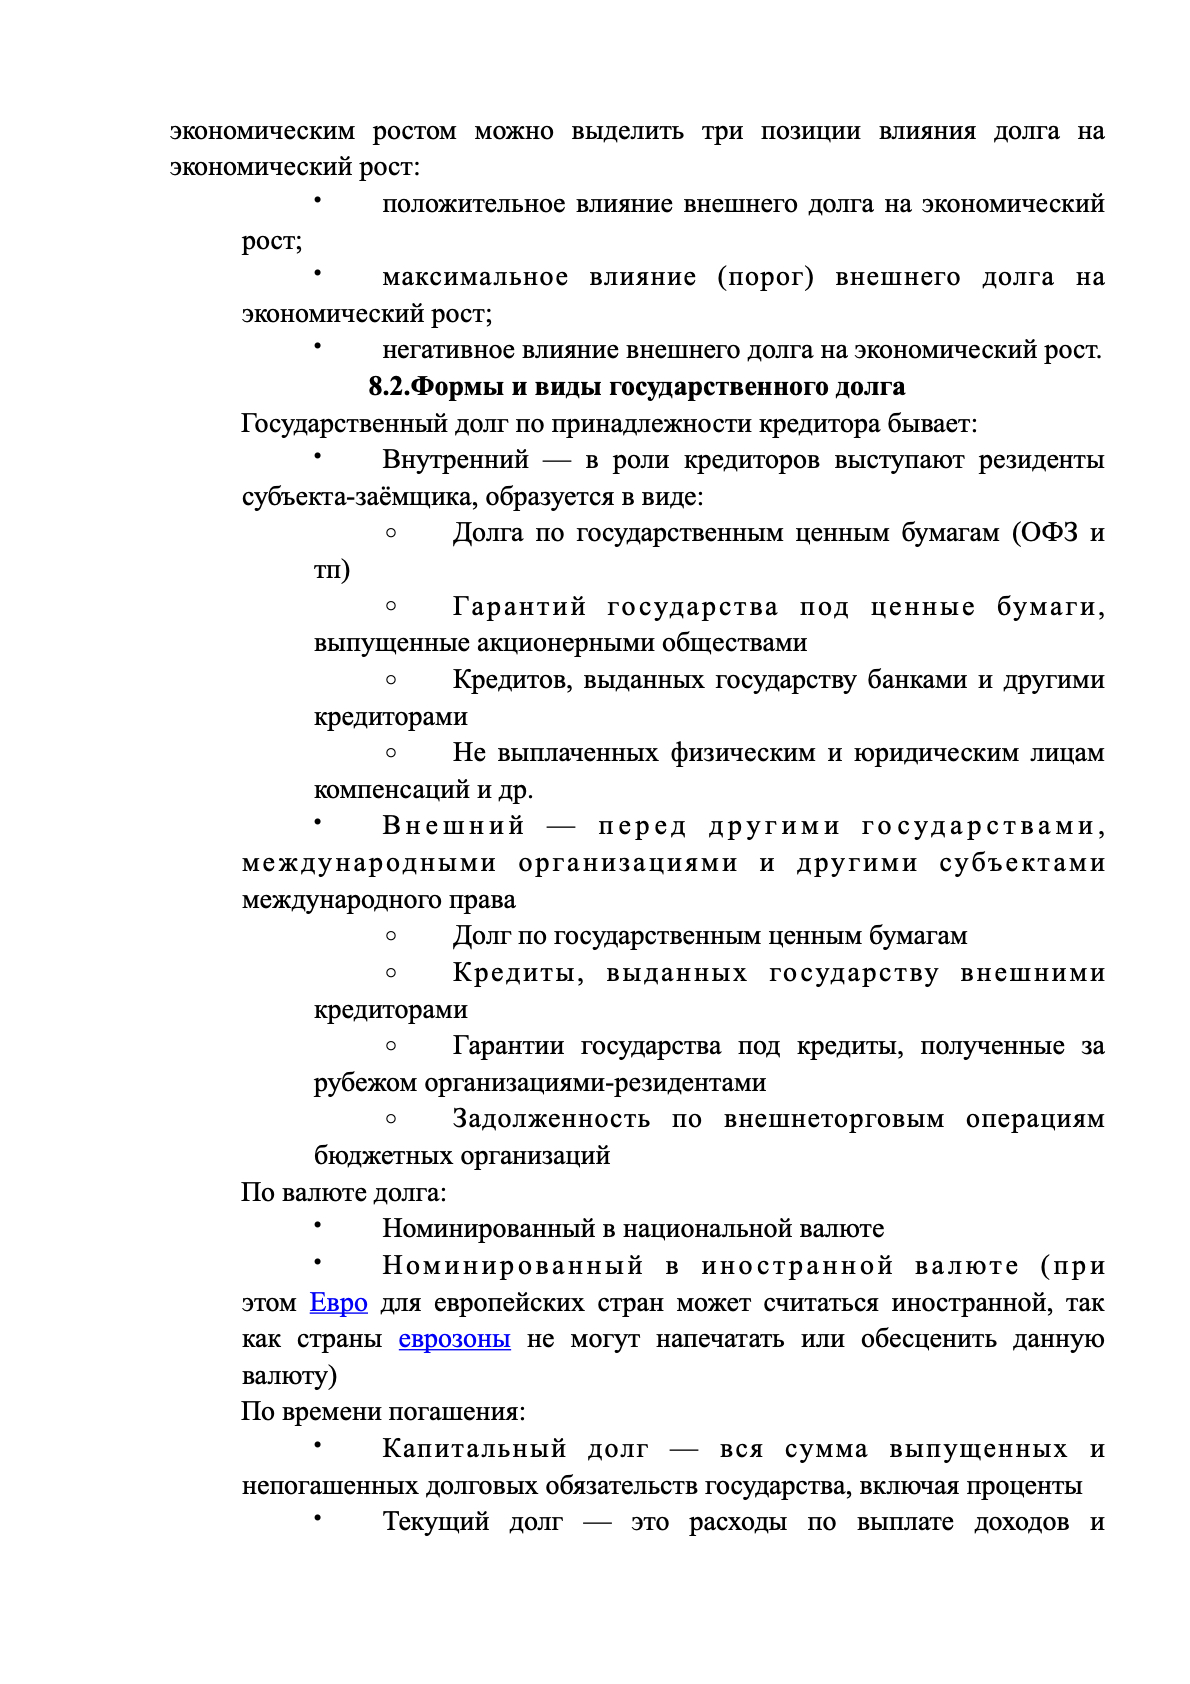 экономическим ростом можно выделить три позиции влияния долга на
экономический рост:
• положительное влияние внешнего долга на экономический
рост;
• максимальное влияние (порог) внешнего долга на
экономический рост;
• негативное влияние внешнего долга на экономический рост.
8.2.Формы и виды государственного долга
Государственный долг по принадлежности кредитора бывает:
• Внутренний — в роли кредиторов выступают резиденты
субъекта-заёмщика, образуется в виде:
○ Долга по государственным ценным бумагам (ОФЗ и
тп)
○ Гарантий государства под ценные бумаги,
выпущенные акционерными обществами
○ Кредитов, выданных государству банками и другими
кредиторами
○ Не выплаченных физическим и юридическим лицам
компенсаций и др.
• Внешний — перед другими государствами,
международными организациями и другими субъектами
международного права
○ Долг по государственным ценным бумагам
○ Кредиты, выданных государству внешними
кредиторами
○ Гарантии государства под кредиты, полученные за
рубежом организациями-резидентами
○ Задолженность по внешнеторговым операциям
бюджетных организаций
По валюте долга:
• Номинированный в национальной валюте
• Номинированный в иностранной валюте (при
этом Евро для европейских стран может считаться иностранной, так
как страны еврозоны не могут напечатать или обесценить данную
валюту)
По времени погашения:
• Капитальный долг — вся сумма выпущенных и
непогашенных долговых обязательств государства, включая проценты
• Текущий долг — это расходы по выплате доходов и